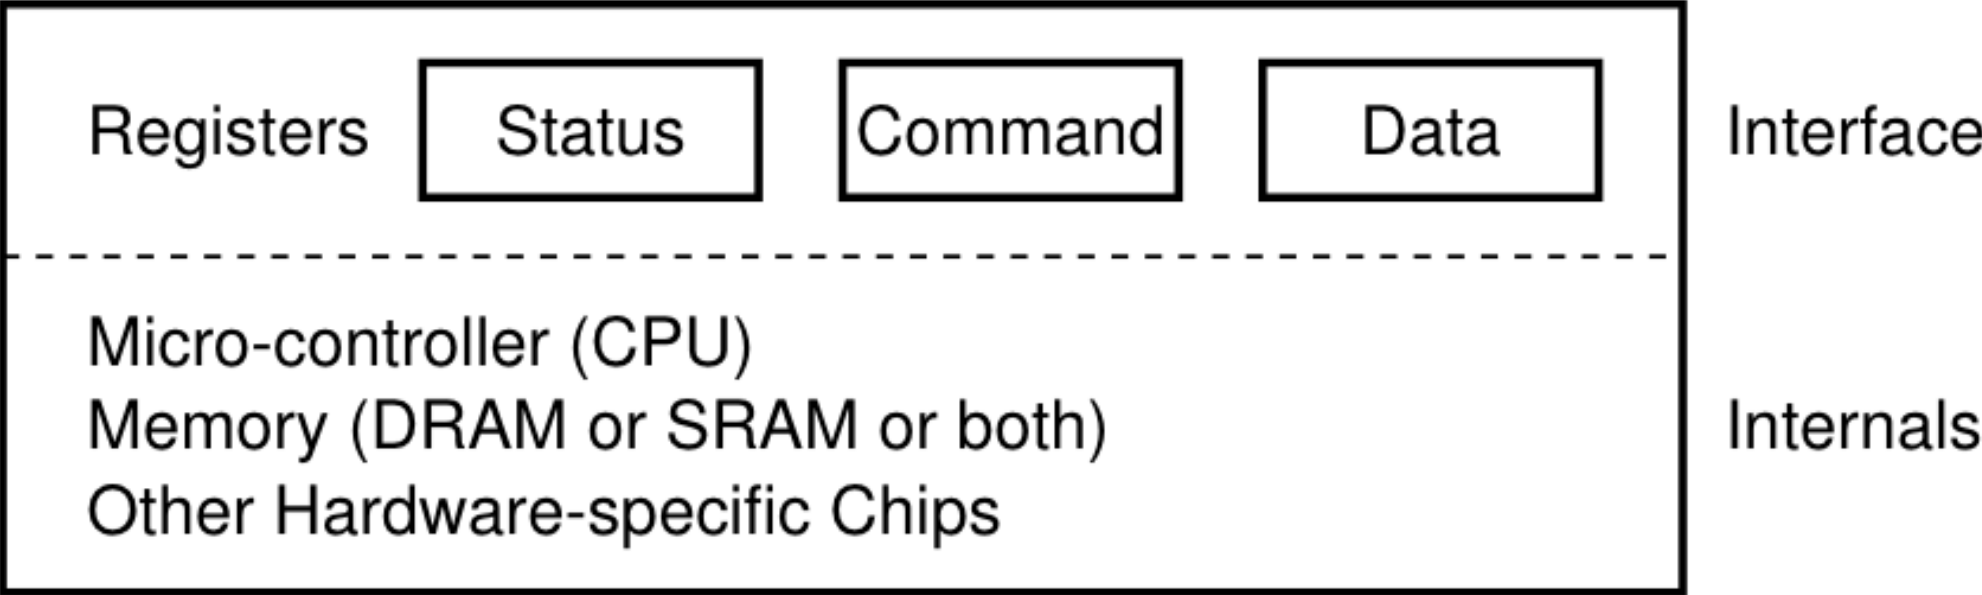 Registers Status Command Data Interface
Micro-controller (CPU)
Memory (DRAM or SRAM or both) Internals
Other Hardware-specific Chips